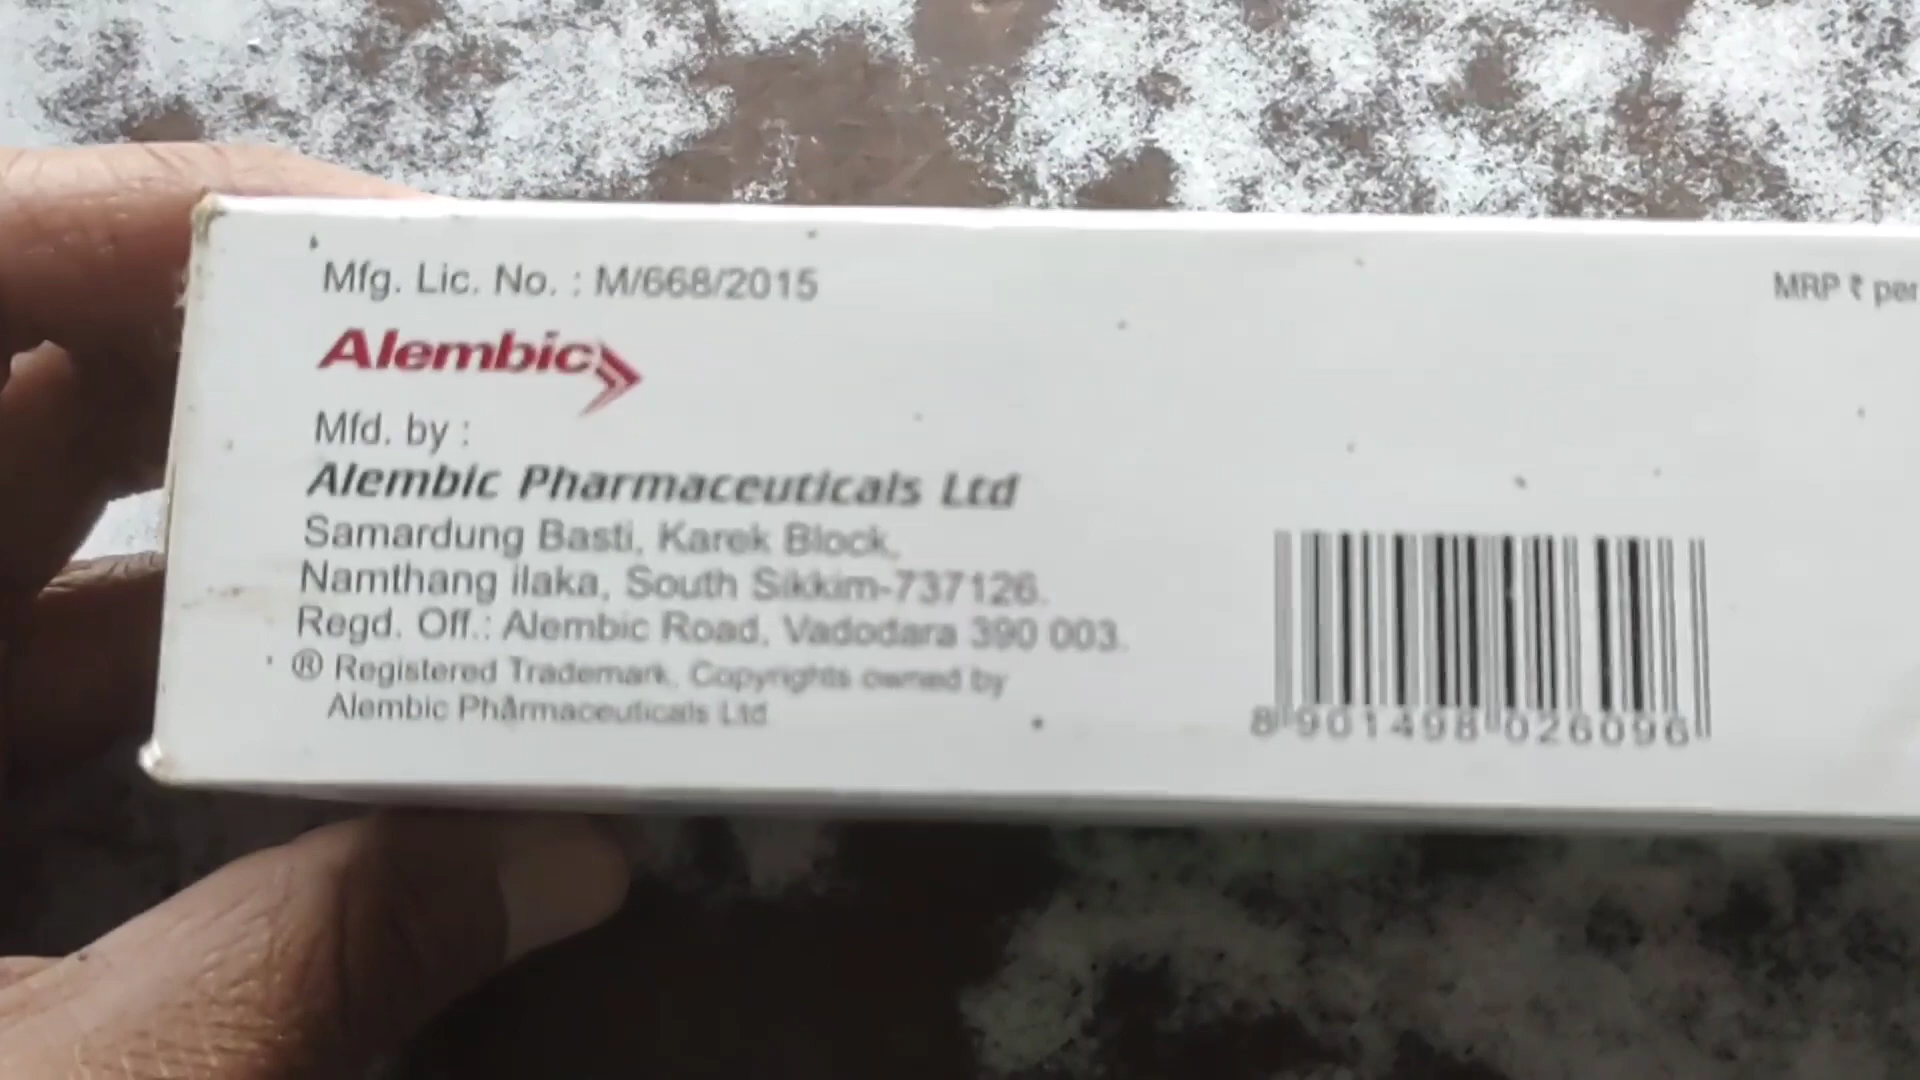 Mfg. Lic. No. : M/668/2015
MRP ₹ per
Alembic
Mfd. by :
Alembic Pharmaceuticals Ltd
Samardung Basti, Karek Block,
Namthang ilaka, South Sikkim-737126.
Regd. Off.: Alembic Road, Vadodara 390 003.
® Registered Trademark, Copyrights owned by
Alembic Pharmaceuticals Ltd.
8 901498 026096